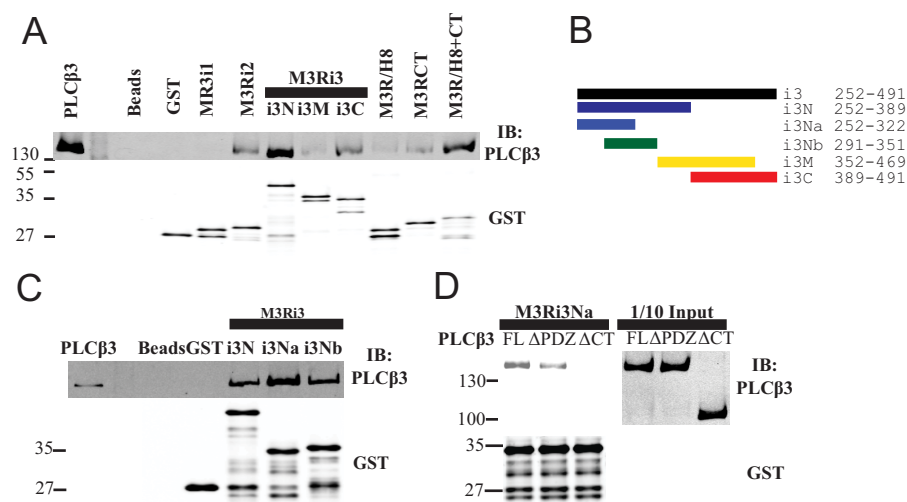 A
PLCβ3
Beads
GST
MR3i1
M3Ri2
M3Ri3
i3N i3M i3C
M3R/H8
M3RCT
M3R/H8+CT
IB:
PLCβ3
130
55
35
27
GST
B
i3 252-491
i3N 252-389
i3Na 252-322
i3Nb 291-351
i3M 352-469
i3C 389-491
C
M3Ri3
PLCβ3 Beads GST i3N i3Na i3Nb
IB:
PLCβ3
35
27
GST
D
M3Ri3Na 1/10 Input
PLCβ3 FL ΔPDZ ΔCT FL ΔPDZ ΔCT
IB:
PLCβ3
130
100
35
27
GST